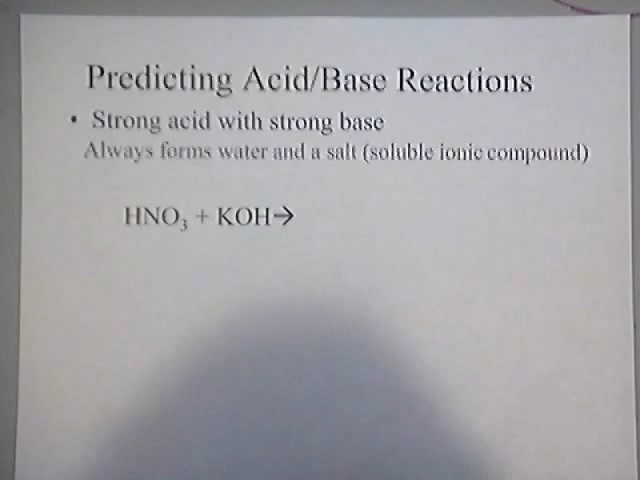 Predicting Acid/Base Reactions
• Strong acid with strong base
Always forms water and a salt (soluble ionic compound)
HNO₃ + KOH→